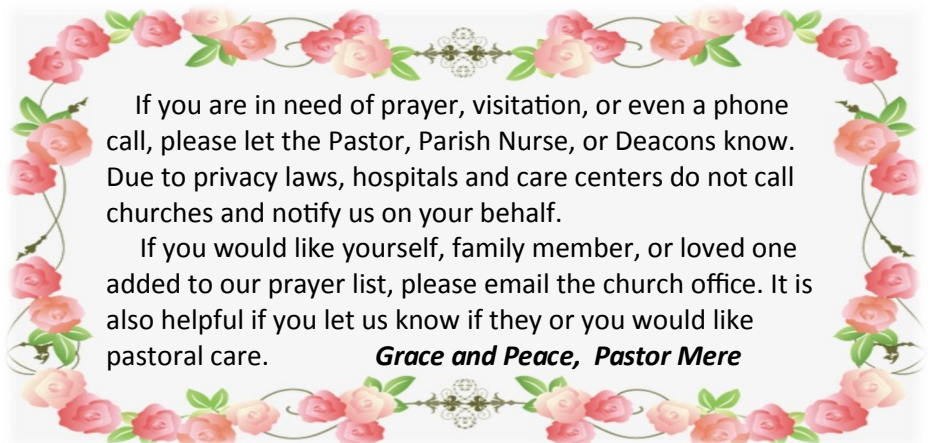 If you are in need of prayer, visitation, or even a phone
call, please let the Pastor, Parish Nurse, or Deacons know.
Due to privacy laws, hospitals and care centers do not call
churches and notify us on your behalf.
If you would like yourself, family member, or loved one
added to our prayer list, please email the church office. It is
also helpful if you let us know if they or you would like
pastoral care. Grace and Peace, Pastor Mere